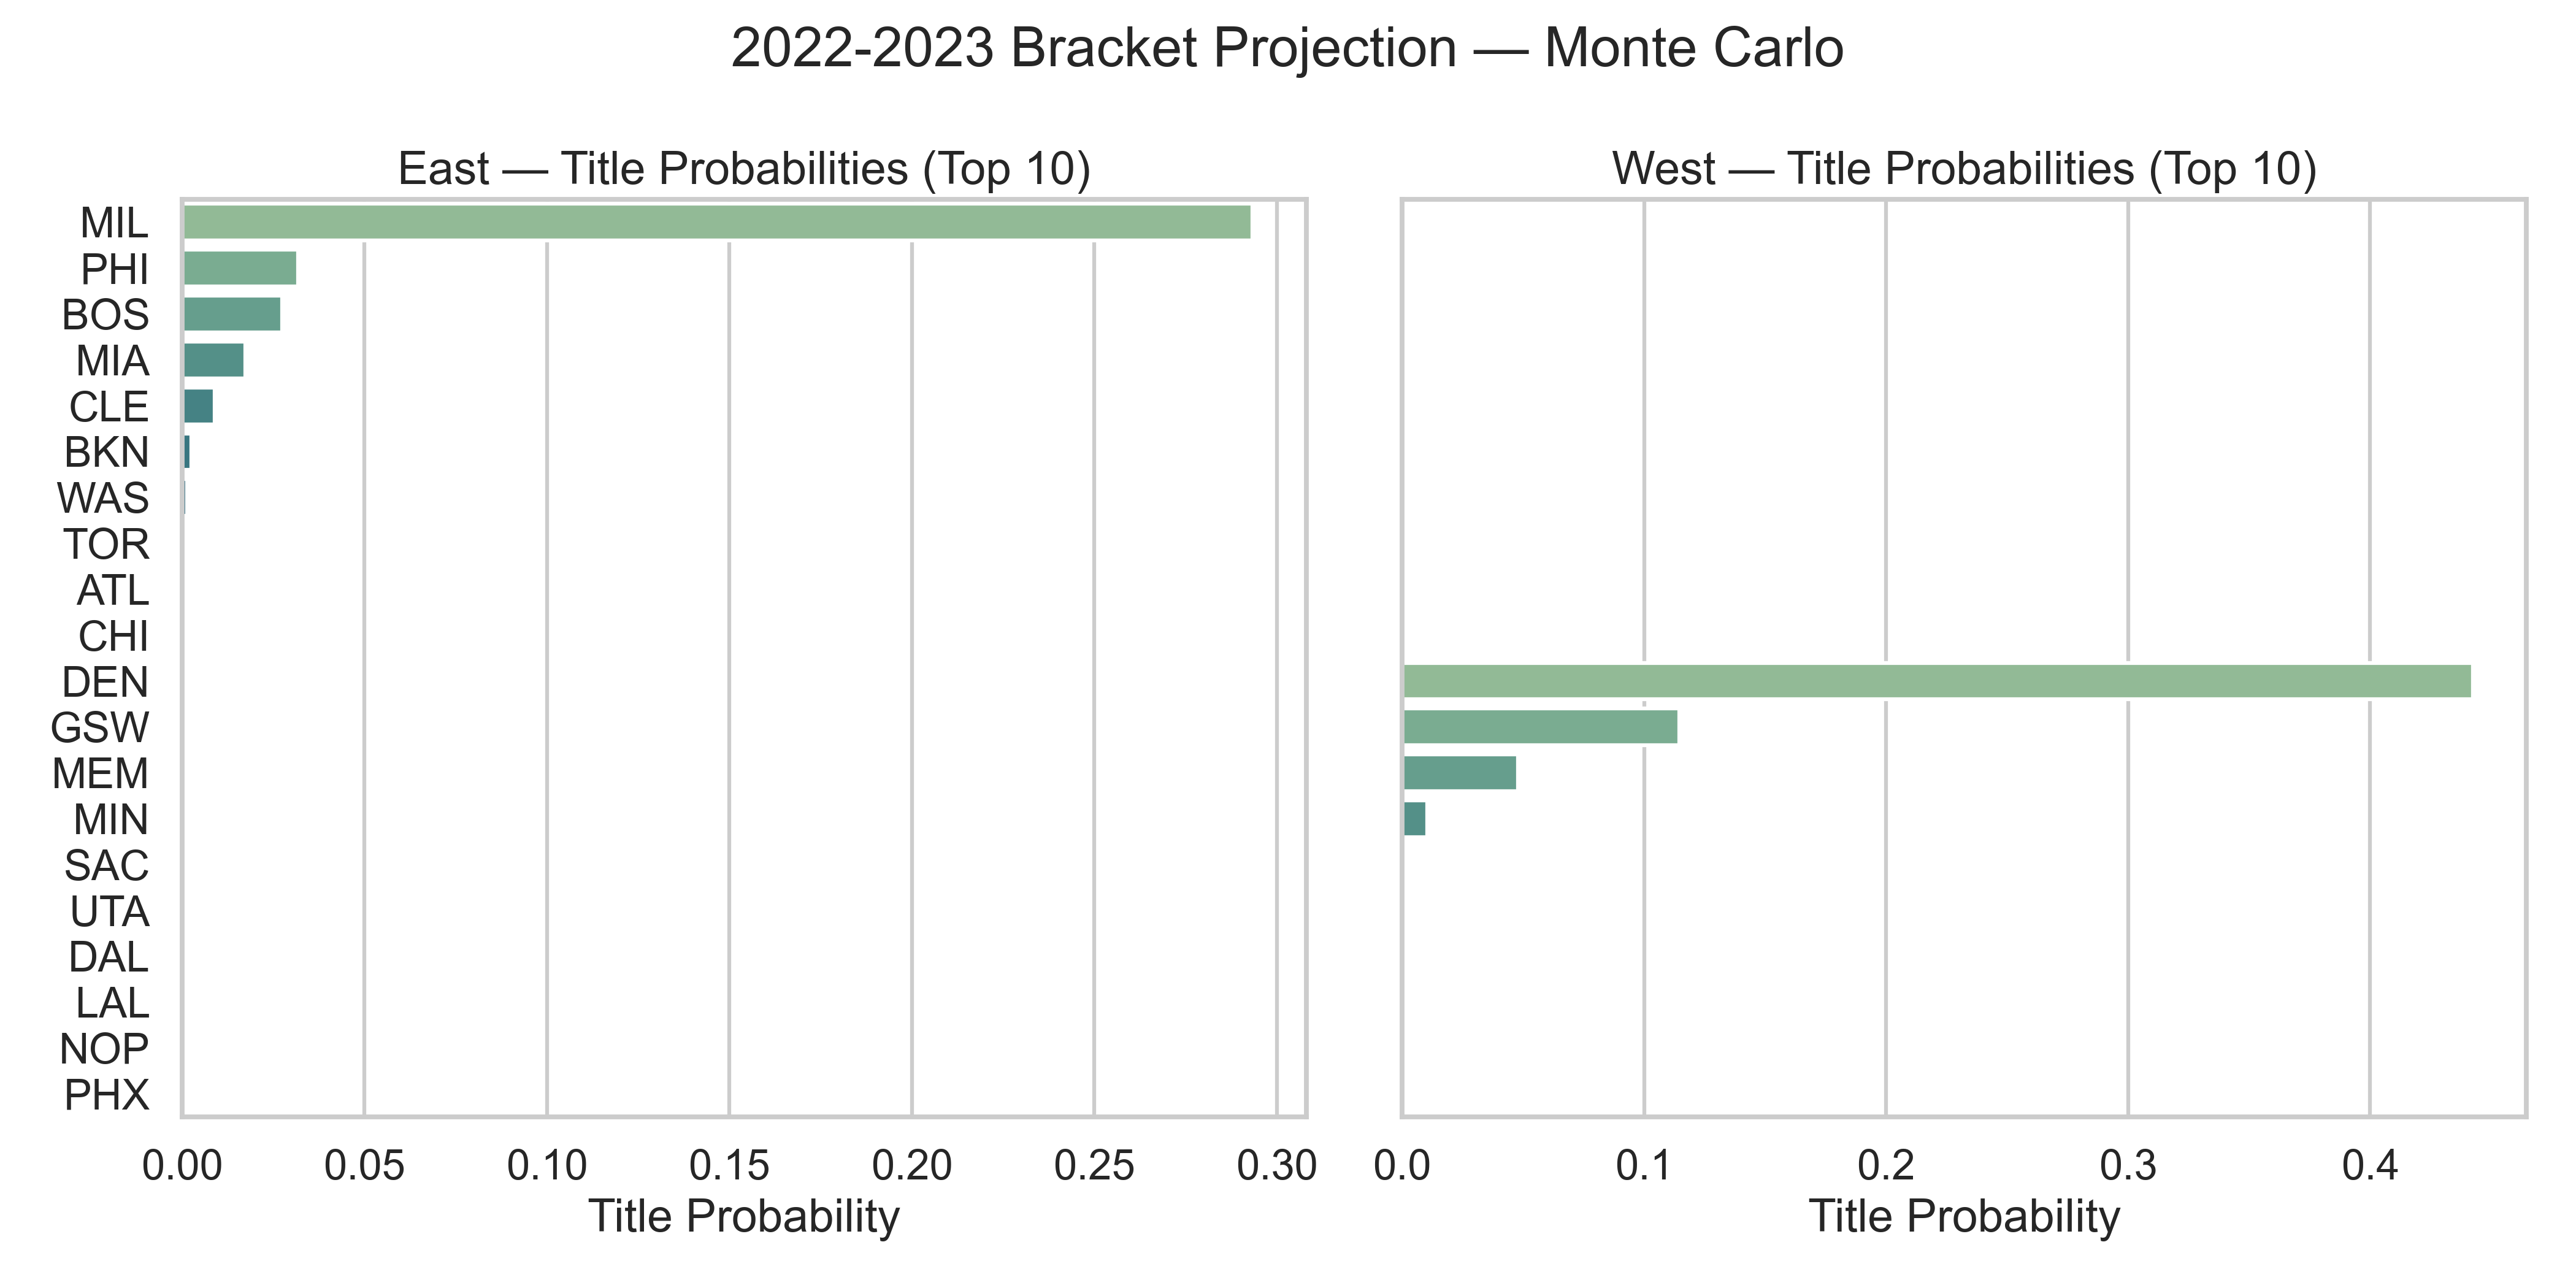 2022-2023 Bracket Projection — Monte Carlo
East — Title Probabilities (Top 10)
West — Title Probabilities (Top 10)
MIL
PHI
BOS
MIA
CLE
BKN
WAS
TOR
ATL
CHI
DEN
GSW
MEM
MIN
SAC
UTA
DAL
LAL
NOP
PHX
0.00 0.05 0.10 0.15 0.20 0.25 0.30
Title Probability
0.0 0.1 0.2 0.3 0.4
Title Probability